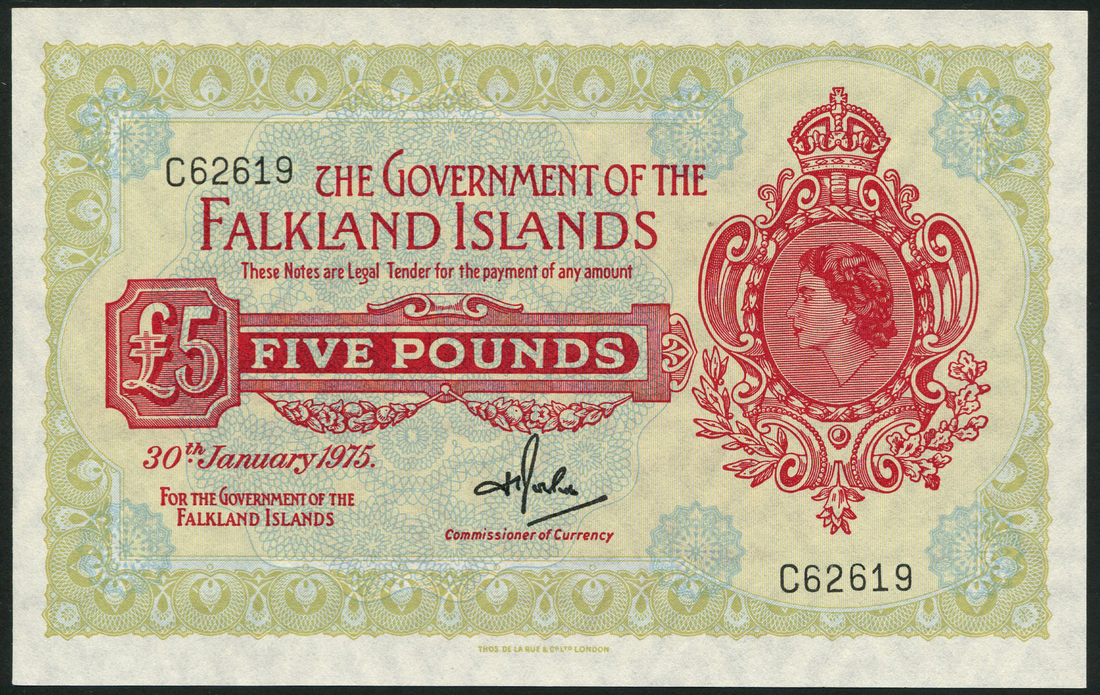 C62619
THE GOVERNMENT OF THE
FALKLAND ISLANDS
These Notes are Legal Tender for the payment of any amount
£5
FIVE POUNDS
30th January 1975.
FOR THE GOVERNMENT OF THE
FALKLAND ISLANDS
Commissioner of Currency
C62619
THOS. DE LA RUE & Co LTD LONDON